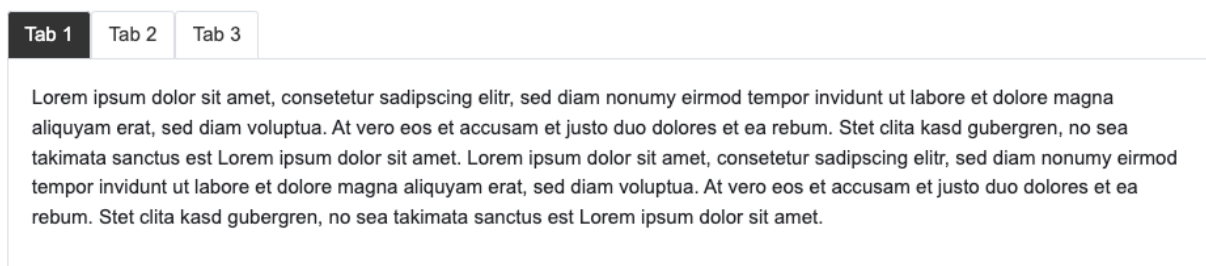 Tab 1 Tab 2 Tab 3
Lorem ipsum dolor sit amet, consetetur sadipscing elitr, sed diam nonumy eirmod tempor invidunt ut labore et dolore magna
aliquyam erat, sed diam voluptua. At vero eos et accusam et justo duo dolores et ea rebum. Stet clita kasd gubergren, no sea
takimata sanctus est Lorem ipsum dolor sit amet. Lorem ipsum dolor sit amet, consetetur sadipscing elitr, sed diam nonumy eirmod
tempor invidunt ut labore et dolore magna aliquyam erat, sed diam voluptua. At vero eos et accusam et justo duo dolores et ea
rebum. Stet clita kasd gubergren, no sea takimata sanctus est Lorem ipsum dolor sit amet.